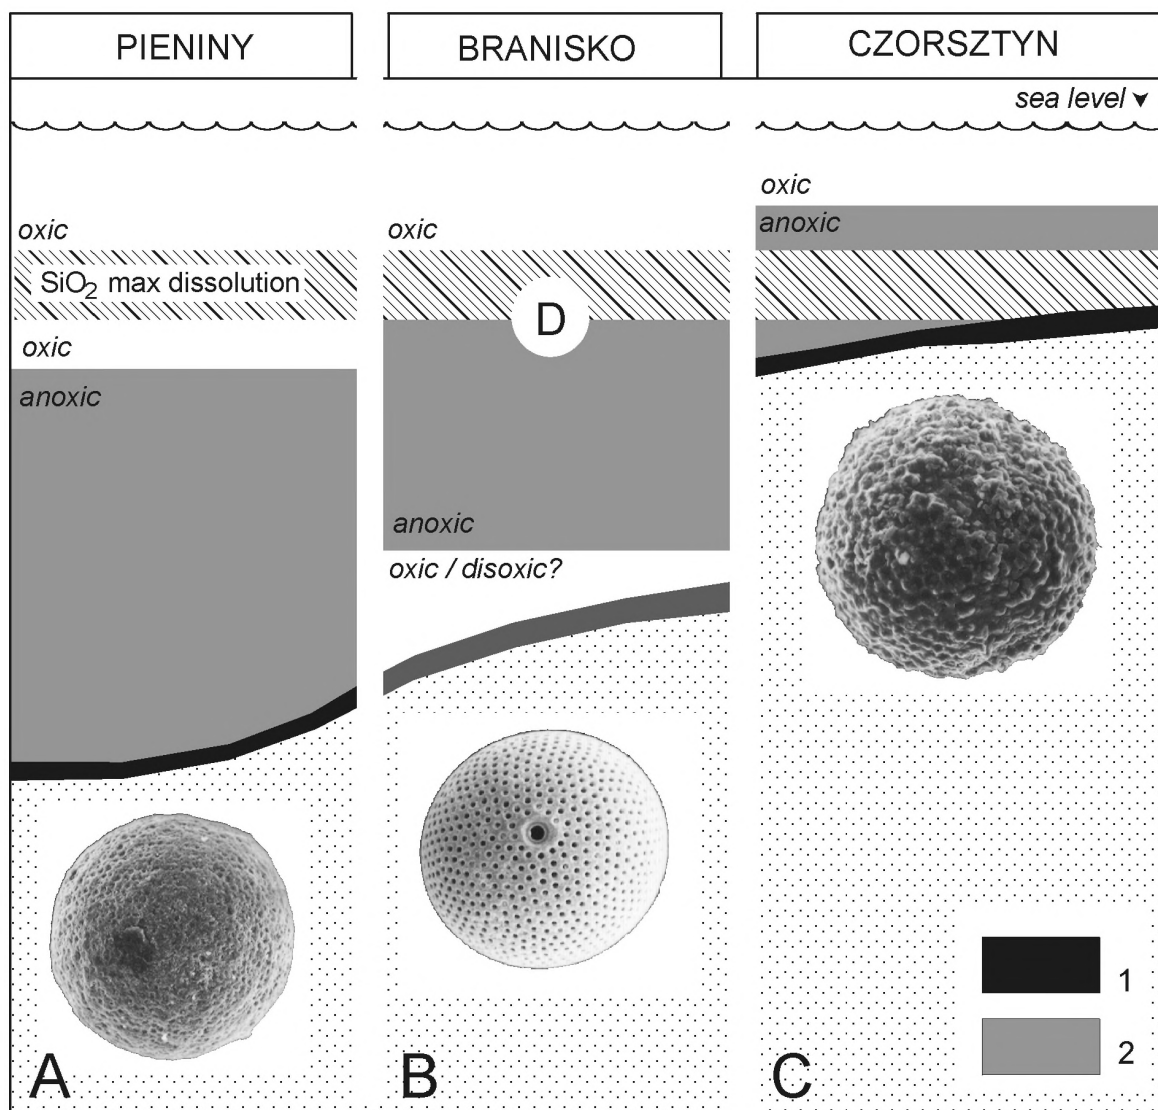 PIENINY
BRANISKO
CZORSZTYN
sea level
oxic
anoxic
oxic
SiO₂ max dissolution
oxic
anoxic
oxic
D
anoxic
oxic / disoxic?
1
2
A
B
C